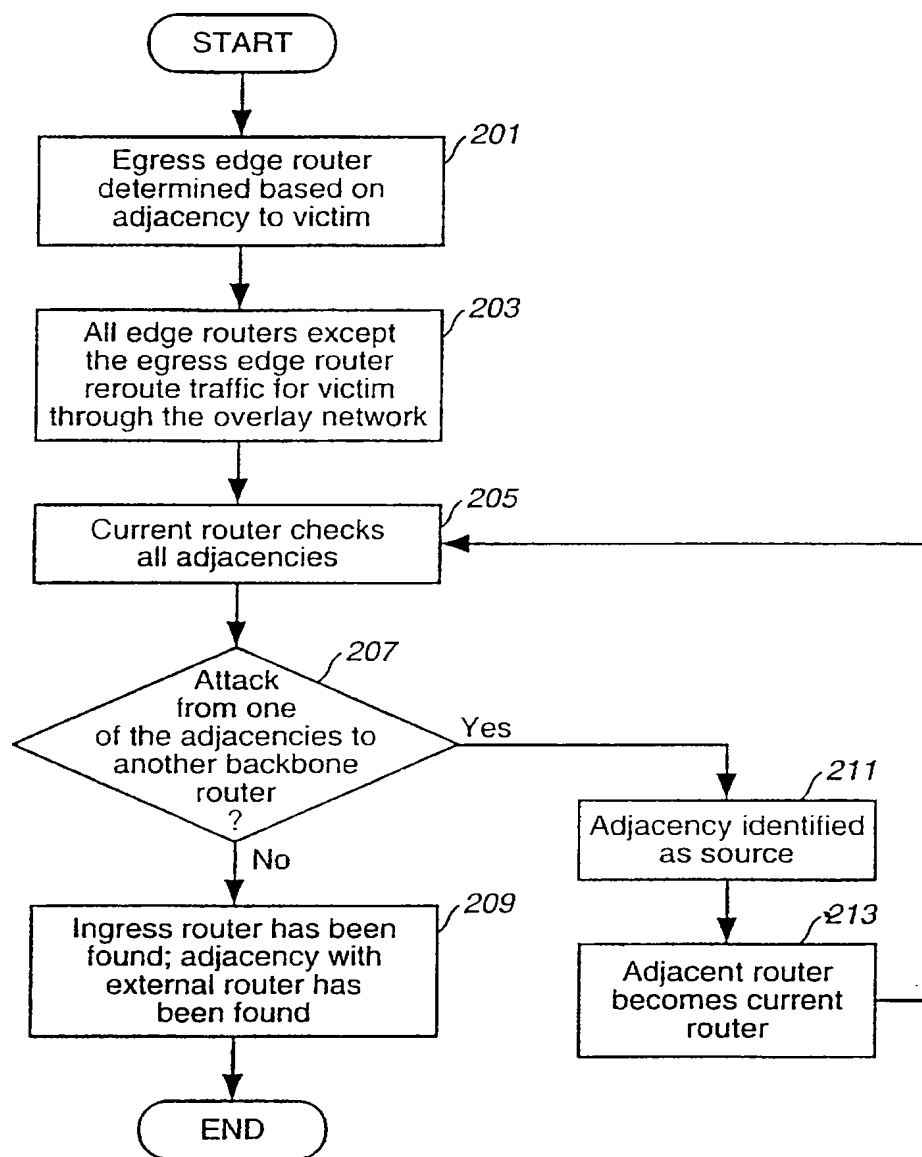 START
201
Egress edge router
determined based on
adjacency to victim
203
All edge routers except
the egress edge router
reroute traffic for victim
through the overlay network
205
Current router checks
all adjacencies
207
Attack
from one
of the adjacencies to
another backbone
router
?
Yes
No
211
Adjacency identified
as source
209
Ingress router has been
found; adjacency with
external router has
been found
213
Adjacent router
becomes current
router
END